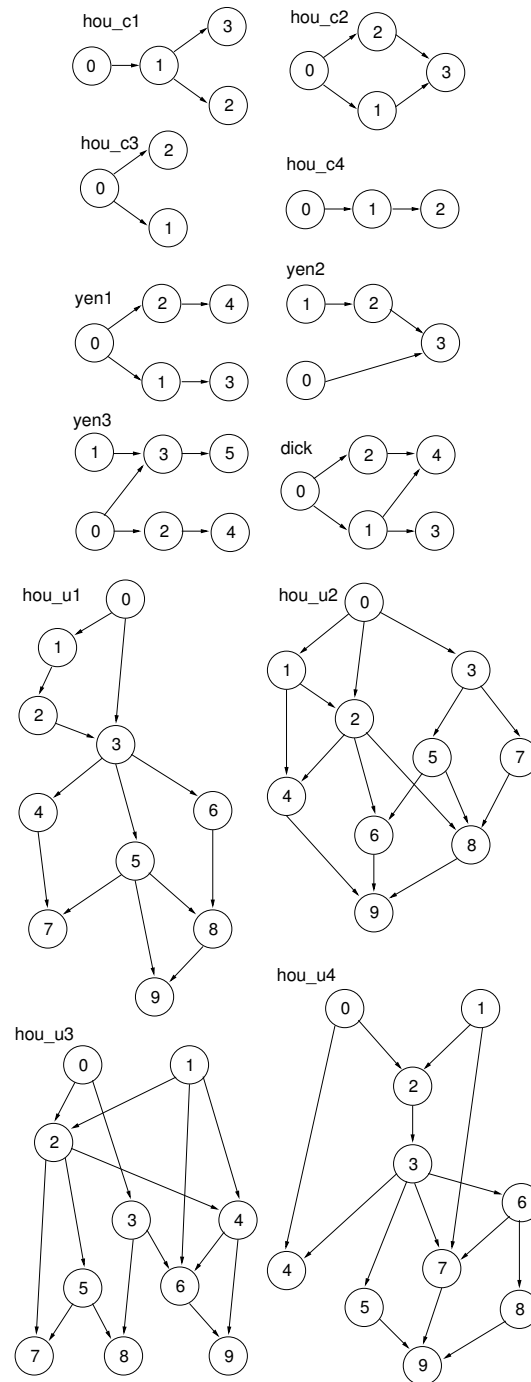 hou_c1
0 1 3 2
hou_c2
0 2 1 3
hou_c3
0 2 1
hou_c4
0 1 2
yen1
0 2 4 1 3
yen2
1 2 3 0
yen3
1 3 5
0 2 4
dick
0 2 4 1 3
hou_u1
0
1
2
3
4 6
5
7 8
9
hou_u2
0
1 3
2
5 7
4
6 8
9
hou_u3
0 1
2
3 4
5 6
7 8 9
hou_u4
0 1
2
3
6
4 7
5 8
9